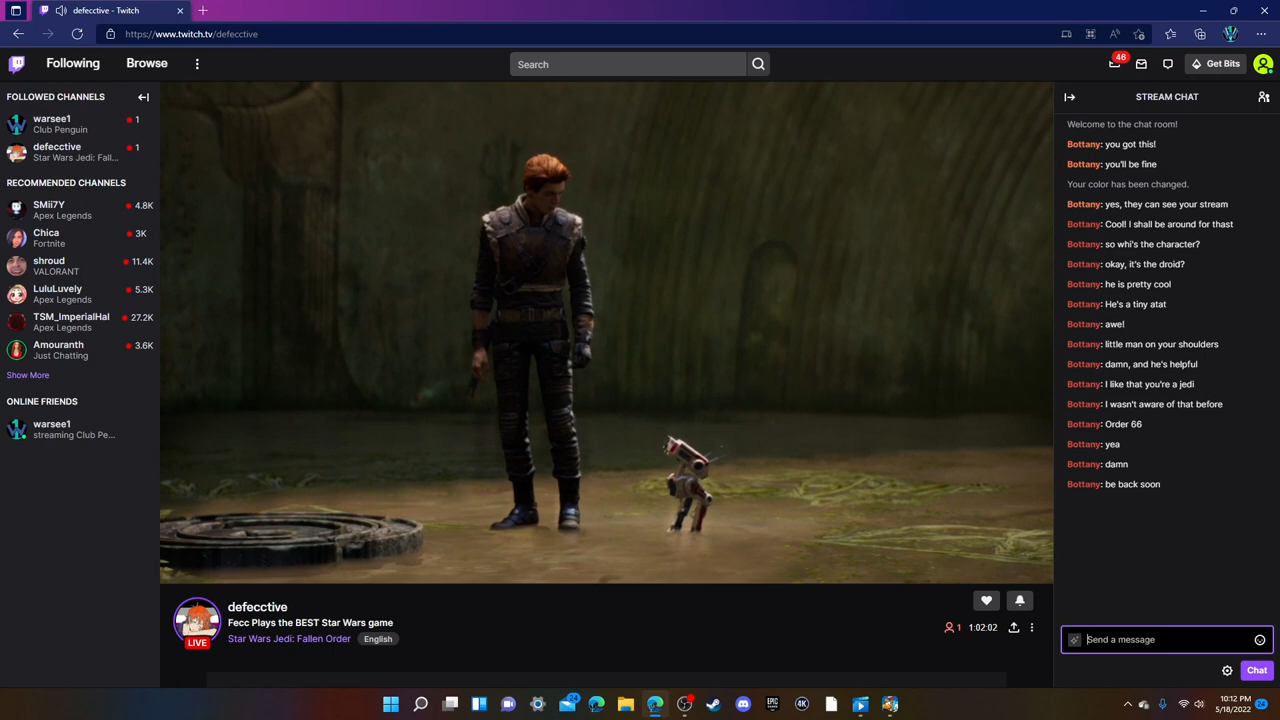 defecctive - Twitch
https://www.twitch.tv/defecctive
Following
Browse
Search
46
Get Bits
FOLLOWED CHANNELS
warsee1
1
Club Penguin
defecctive
1
Star Wars Jedi: Fall...
RECOMMENDED CHANNELS
SMii7Y
4.8K
Apex Legends
Chica
3K
Fortnite
shroud
11.4K
VALORANT
LuluLuvely
5.3K
Apex Legends
TSM_ImperialHal
27.2K
Apex Legends
Amouranth
3.6K
Just Chatting
Show More
ONLINE FRIENDS
warsee1
streaming Club Pe...
LIVE
defecctive
Fecc Plays the BEST Star Wars game
Star Wars Jedi: Fallen Order
English
1
1:02:02
STREAM CHAT
Welcome to the chat room!
Bottany: you got this!
Bottany: you'll be fine
Your color has been changed.
Bottany: yes, they can see your stream
Bottany: Cool! I shall be around for thast
Bottany: so whi's the character?
Bottany: okay, it's the droid?
Bottany: he is pretty cool
Bottany: He's a tiny atat
Bottany: awe!
Bottany: little man on your shoulders
Bottany: damn, and he's helpful
Bottany: I like that you're a jedi
Bottany: I wasn't aware of that before
Bottany: Order 66
Bottany: yea
Bottany: damn
Bottany: be back soon
Send a message
Chat
24
EPIC GAMES
4K
10:12 PM
5/18/2022
24